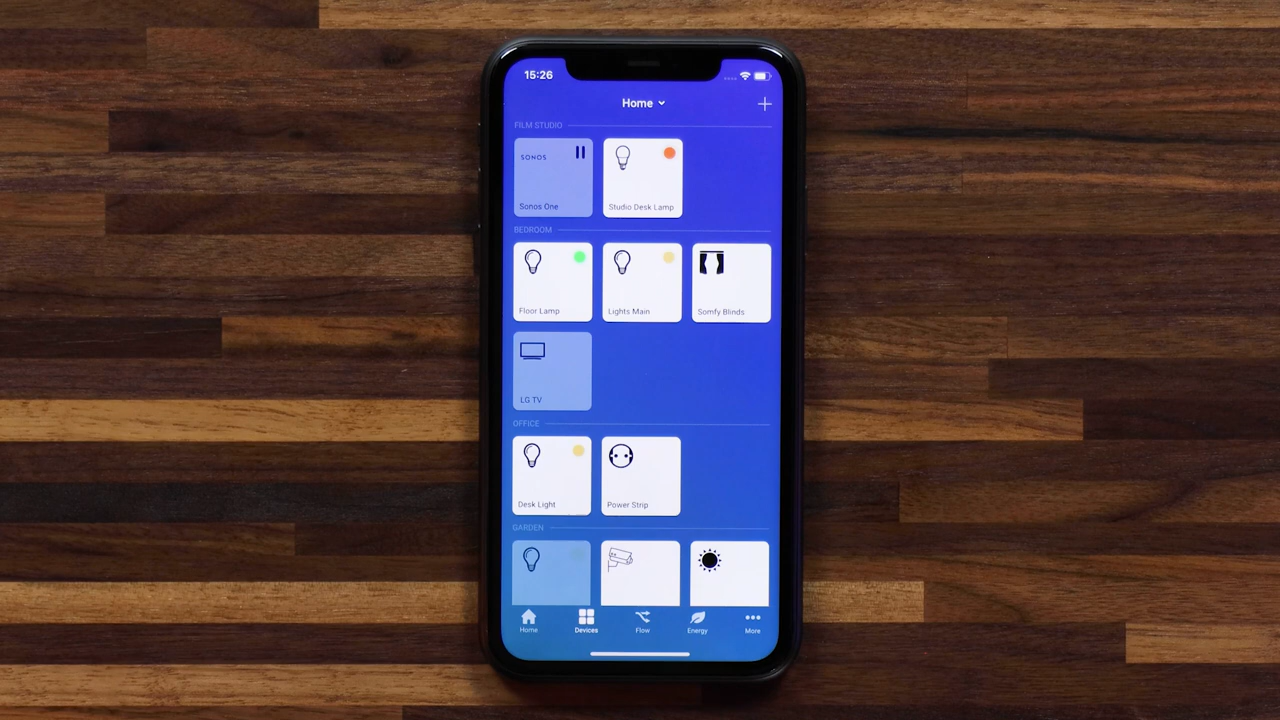 15:26
Home
FILM STUDIO
SONOS
Sonos One
Studio Desk Lamp
BEDROOM
Floor Lamp
Lights Main
Somfy Blinds
LG TV
OFFICE
Desk Light
Power Strip
GARDEN
Home
Devices
Flow
Energy
More